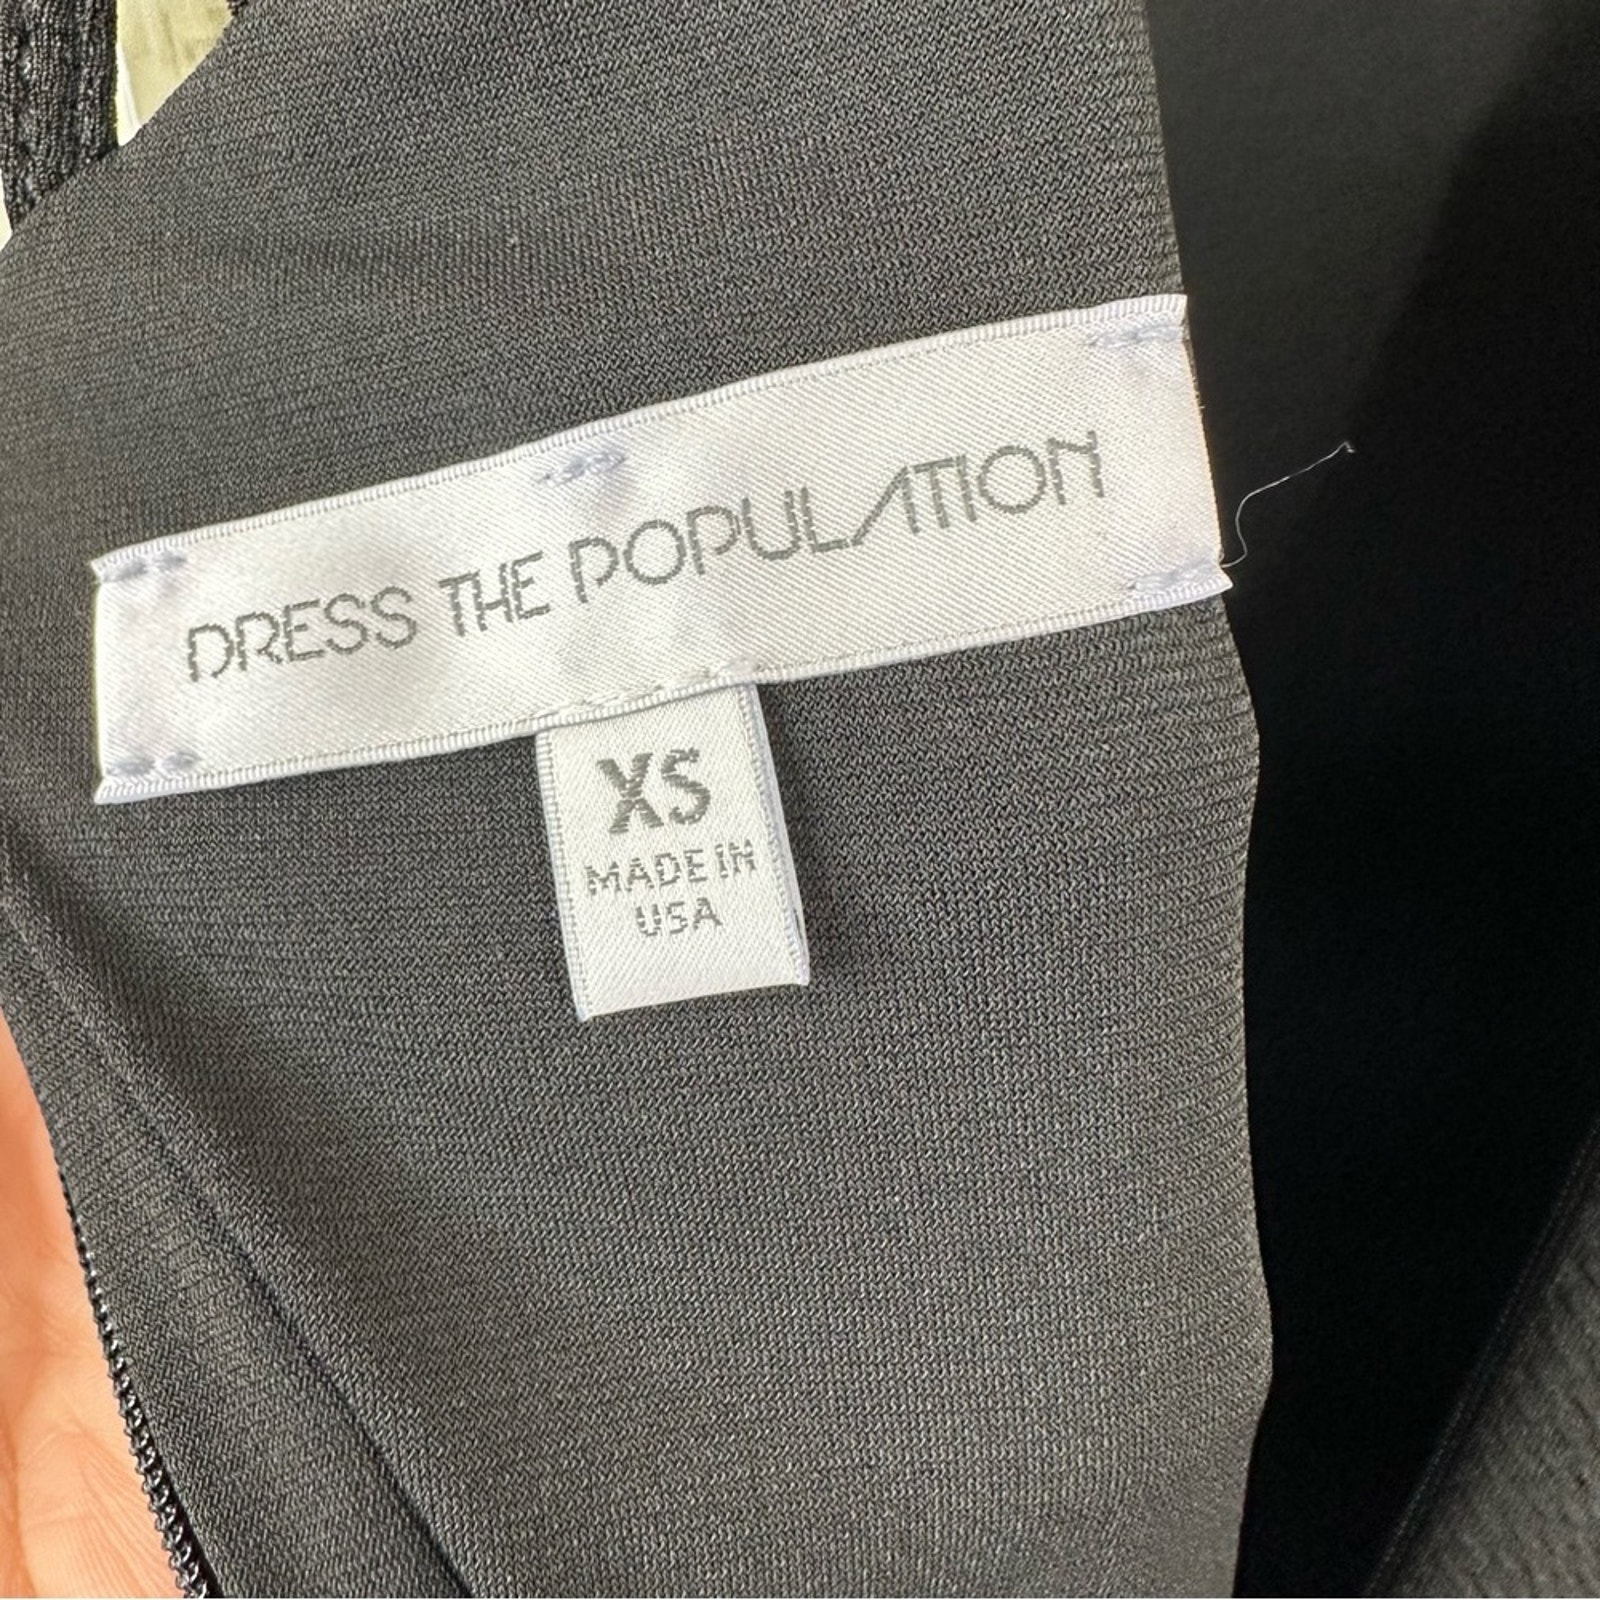 DRESS THE POPULATION
XS
MADE IN
USA